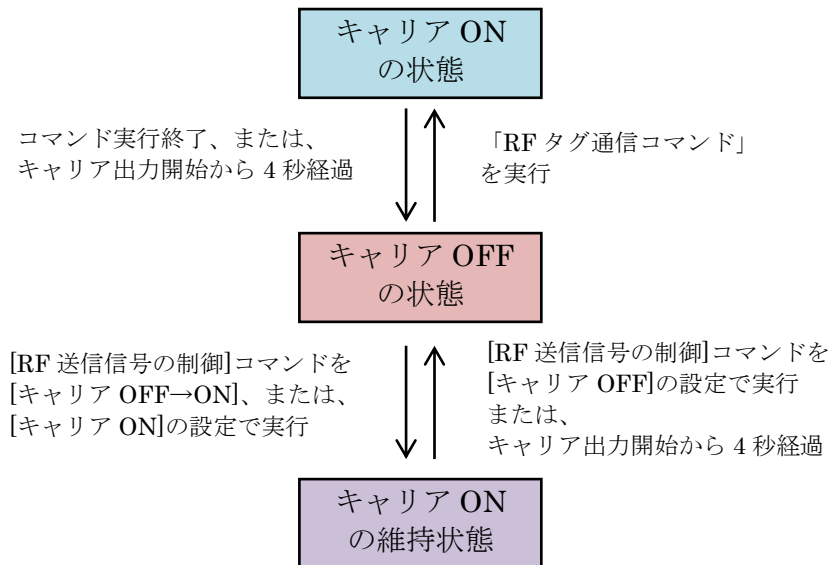 キャリア ON
の状態
コマンド実行終了、または、
キャリア出力開始から 4 秒経過
「RF タグ通信コマンド」
を実行
キャリア OFF
の状態
[RF 送信信号の制御]コマンドを
[キャリア OFF→ON]、または、
[キャリア ON]の設定で実行
[RF 送信信号の制御]コマンドを
[キャリア OFF]の設定で実行
または、
キャリア出力開始から 4 秒経過
キャリア ON
の維持状態